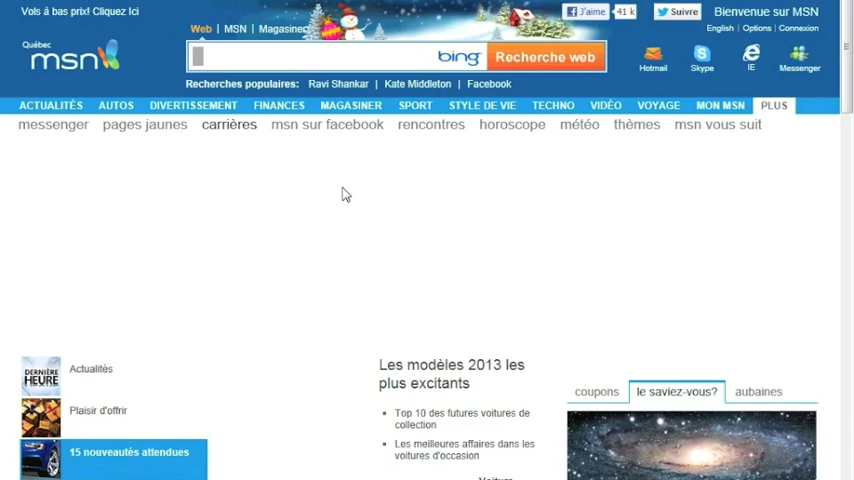 Vols à bas prix! Cliquez Ici
J'aime 41 k Suivre Bienvenue sur MSN
Web | MSN | Magasiner
English | Options | Connexion
Québec
msn
bing Recherche web
Hotmail Skype IE Messenger
Recherches populaires: Ravi Shankar | Kate Middleton | Facebook
ACTUALITÉS AUTOS DIVERTISSEMENT FINANCES MAGASINER SPORT STYLE DE VIE TECHNO VIDÉO VOYAGE MON MSN PLUS
messenger pages jaunes carrières msn sur facebook rencontres horoscope météo thèmes msn vous suit
DERNIÈRE
HEURE
Actualités
Plaisir d'offrir
15 nouveautés attendues
Les modèles 2013 les
plus excitants
Top 10 des futures voitures de
collection
Les meilleures affaires dans les
voitures d'occasion
coupons le saviez-vous? aubaines